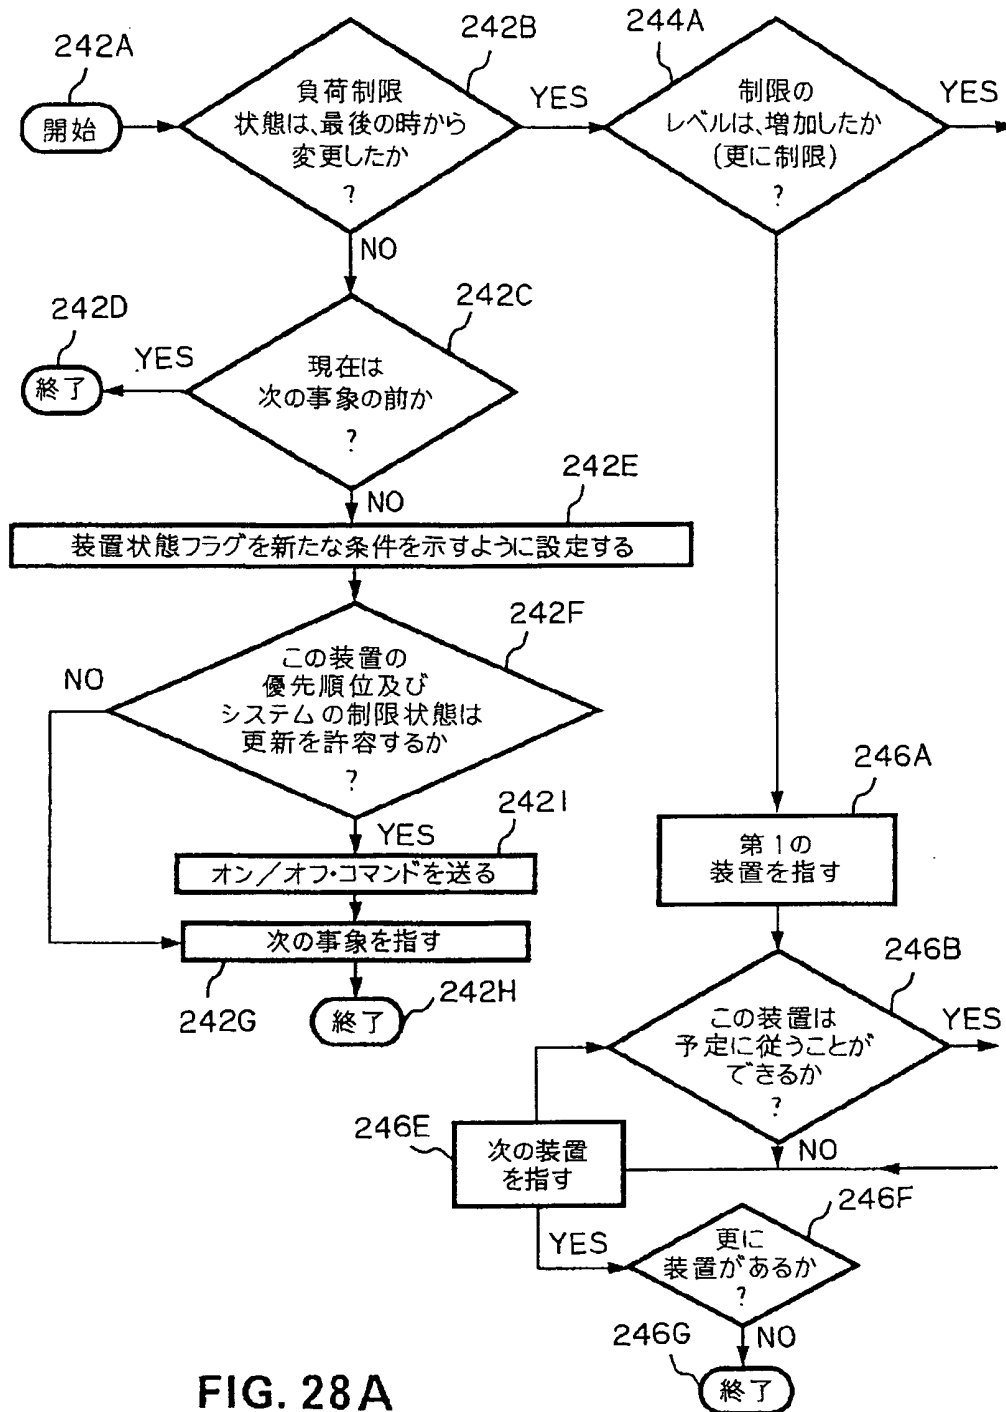 242A
開始
242B
負荷制限
状態は、最後の時から
変更したか
?
YES
244A
制限の
レベルは、増加したか
(更に制限)
?
YES
NO
242C
242D
終了
YES
現在は
次の事象の前か
?
NO
242E
装置状態フラグを新たな条件を示すように設定する
242F
NO
この装置の
優先順位及び
システムの制限状態は
更新を許容するか
?
YES
242I
オン/オフ・コマンドを送る
次の事象を指す
242G
終了
242H
246A
第1の
装置を指す
246B
この装置は
予定に従うことが
できるか
?
YES
NO
246E
次の装置
を指す
YES
246F
更に
装置があるか
?
NO
246G
終了
FIG. 28A